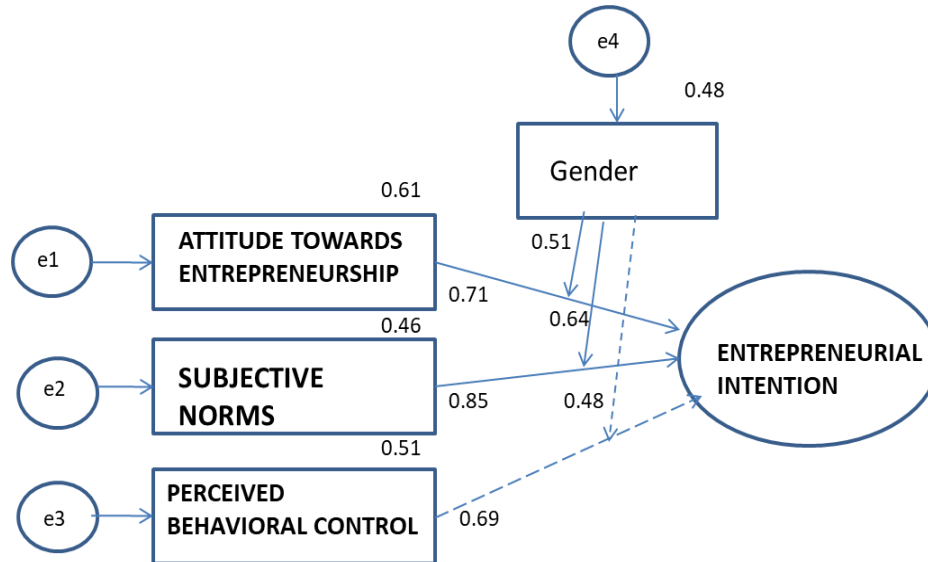 e4
0.48
Gender
0.61
ATTITUDE TOWARDS
ENTREPRENEURSHIP
e1
0.51
0.71
0.64
0.46
SUBJECTIVE
NORMS
e2
0.85
0.48
ENTREPRENEURIAL
INTENTION
0.51
PERCEIVED
BEHAVIORAL CONTROL
e3
0.69